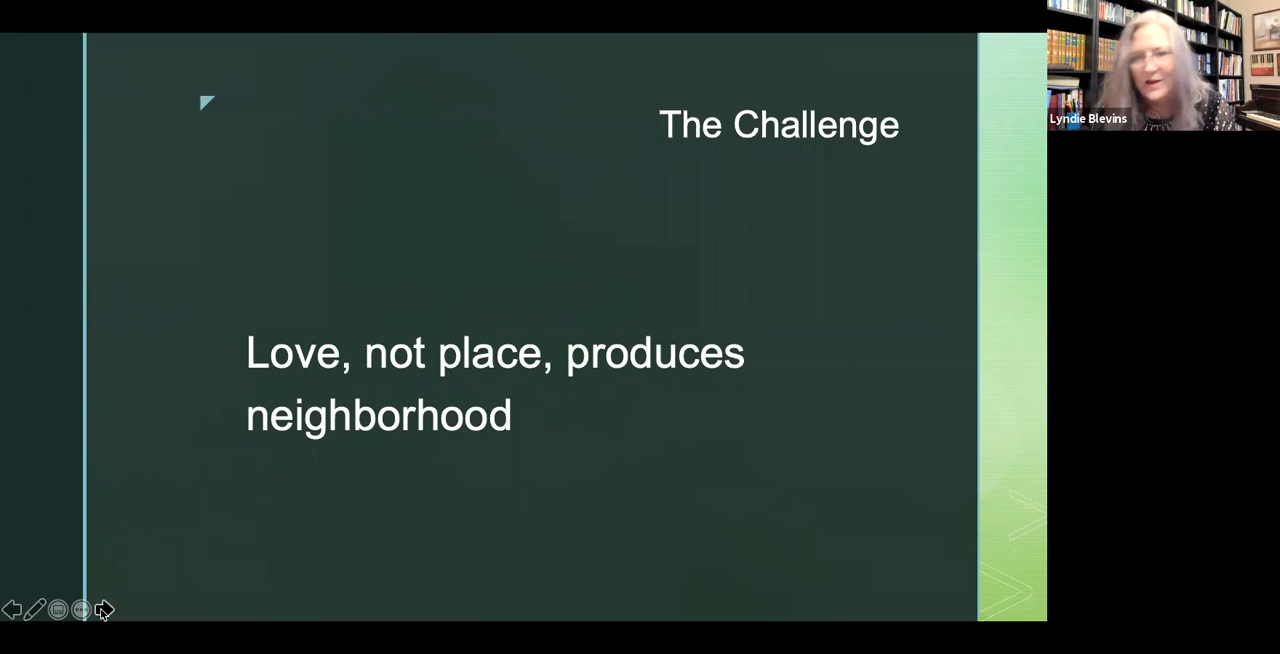 The Challenge
Lyndie Blevins
Love, not place, produces
neighborhood